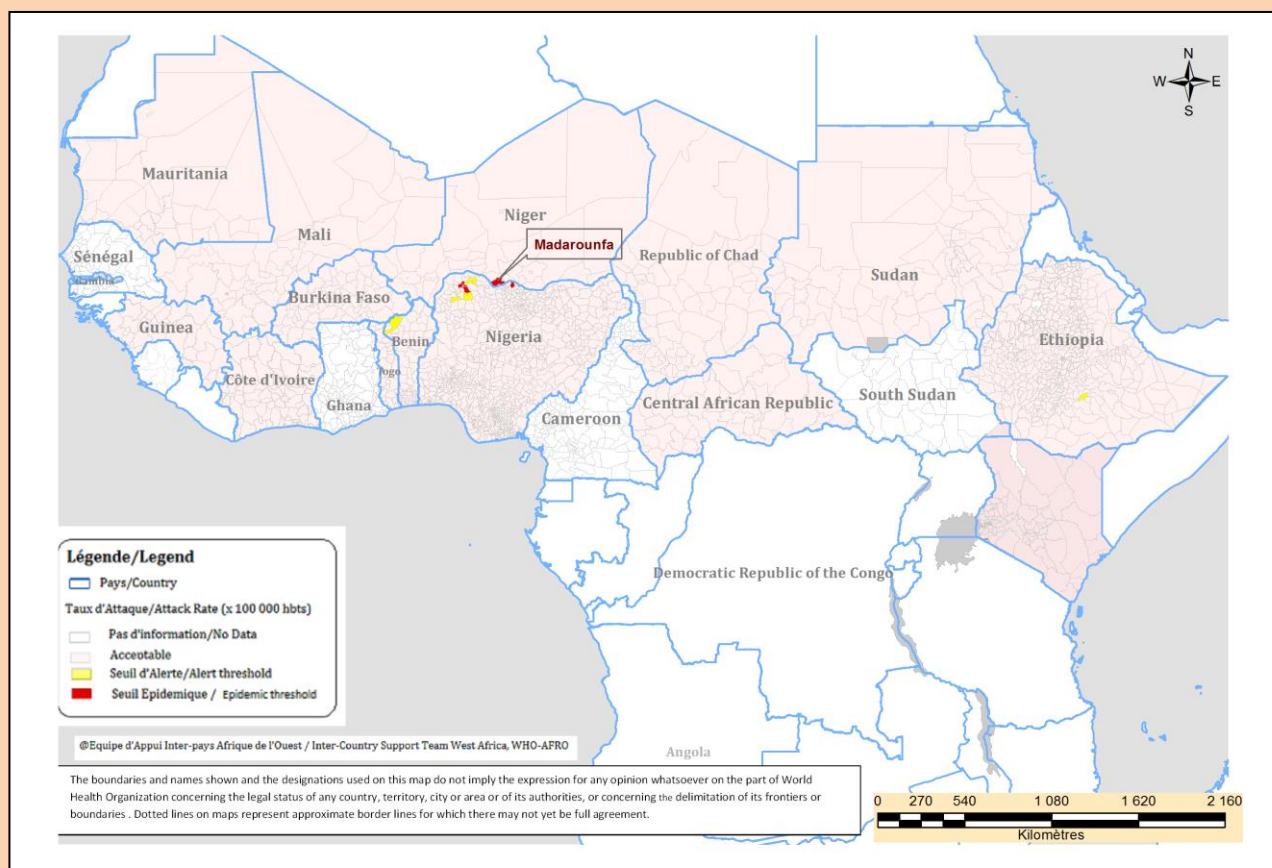 N
W E
S
Mauritania
Mali
Niger
Madarounfa
Sénégal
Gambia
Republic of Chad
Sudan
Burkina Faso
Guinea
Benin
Nigeria
Ethiopia
Côte d'Ivoire
Togo
Ghana
Cameroon
Central African Republic
South Sudan
Democratic Republic of the Congo
Angola
Légende/Legend
Pays/Country
Taux d'Attaque/Attack Rate (x 100 000 hbts)
Pas d'information/No Data
Acceptable
Seuil d'Alerte/Alert threshold
Seuil Epidemique / Epidemic threshold
@Equipe d'Appui Inter-pays Afrique de l'Ouest / Inter-Country Support Team West Africa, WHO-AFRO
The boundaries and names shown and the designations used on this map do not imply the expression for any opinion whatsoever on the part of World
Health Organization concerning the legal status of any country, territory, city or area or of its authorities, or concerning the delimitation of its frontiers or
boundaries . Dotted lines on maps represent approximate border lines for which there may not yet be full agreement.
0 270 540 1 080 1 620 2 160
Kilomètres